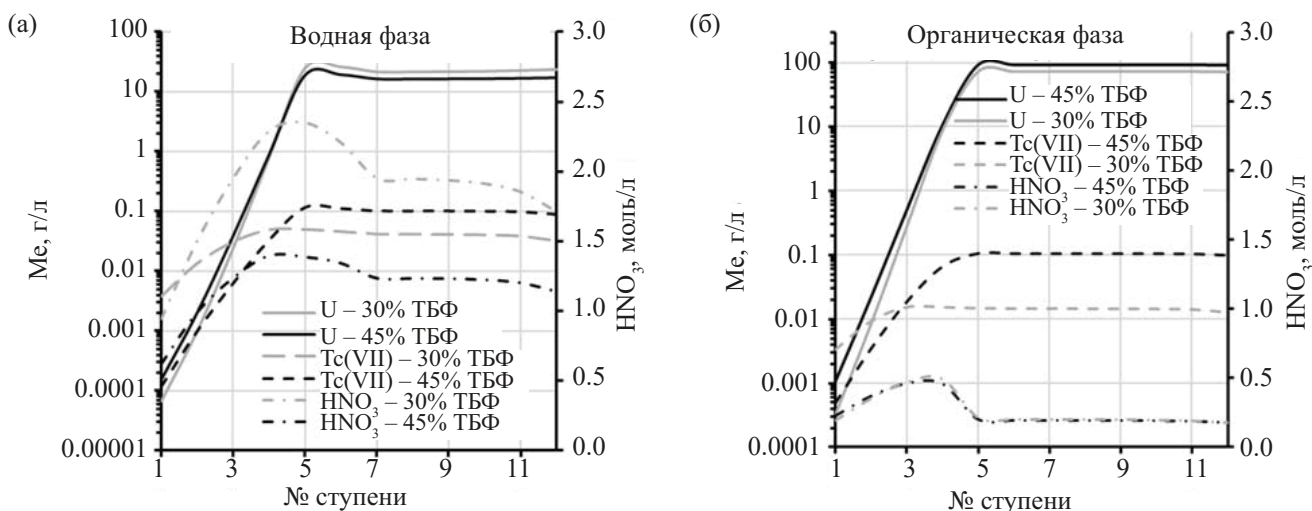 (а)
Водная фаза
Me, г/л
100
10
1
0.1
0.01
0.001
0.0001
0.00001
3.0
2.5
2.0
1.5
1.0
0.5
0.0
HNO3, моль/л
U – 30% ТБФ
U – 45% ТБФ
Tc(VII) – 30% ТБФ
Tc(VII) – 45% ТБФ
HNO3 – 30% ТБФ
HNO3 – 45% ТБФ
1 3 5 7 9 11
№ ступени
(б)
Органическая фаза
Me, г/л
100
10
1
0.1
0.01
0.001
0.0001
3.0
2.5
2.0
1.5
1.0
0.5
0.0
HNO3, моль/л
U – 45% ТБФ
U – 30% ТБФ
Tc(VII) – 45% ТБФ
Tc(VII) – 30% ТБФ
HNO3 – 45% ТБФ
HNO3 – 30% ТБФ
1 3 5 7 9 11
№ ступени